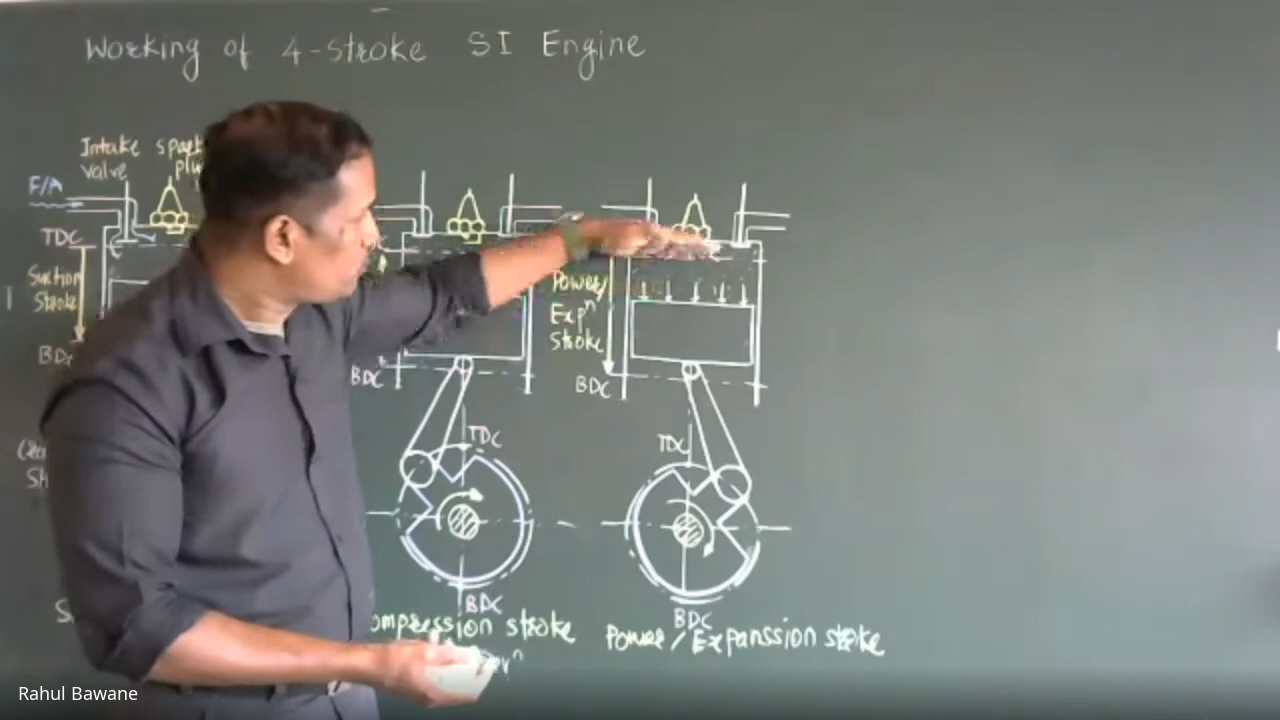 Working of 4-stroke SI Engine
Intake
valve
spark
F/A
TDC
Suction
Stroke
BDC
BDC
TDC
BDC
Power/
Expⁿ
stroke
BDC
TDC
BDC
stroke
Power/Expanssion stroke
Rahul Bawane